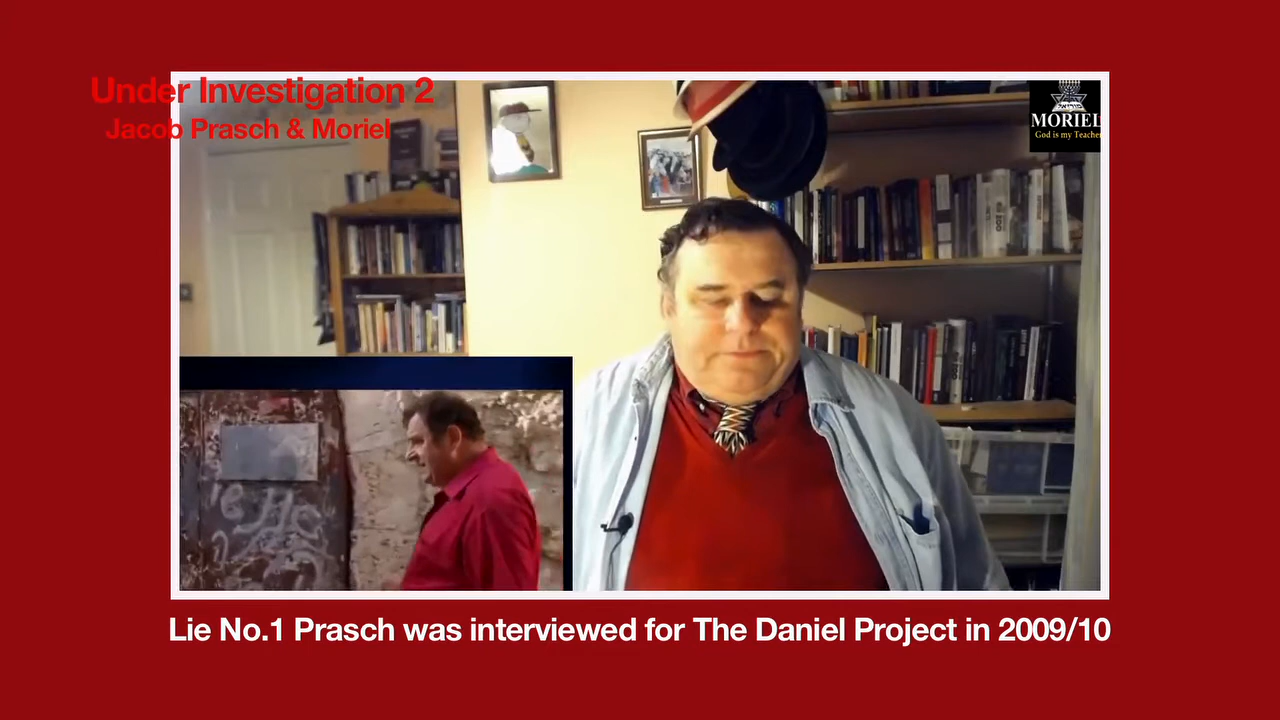 Under Investigation 2
Jacob Prasch & Moriel
MORIEL
God is my Teacher
Lie No.1 Prasch was interviewed for The Daniel Project in 2009/10